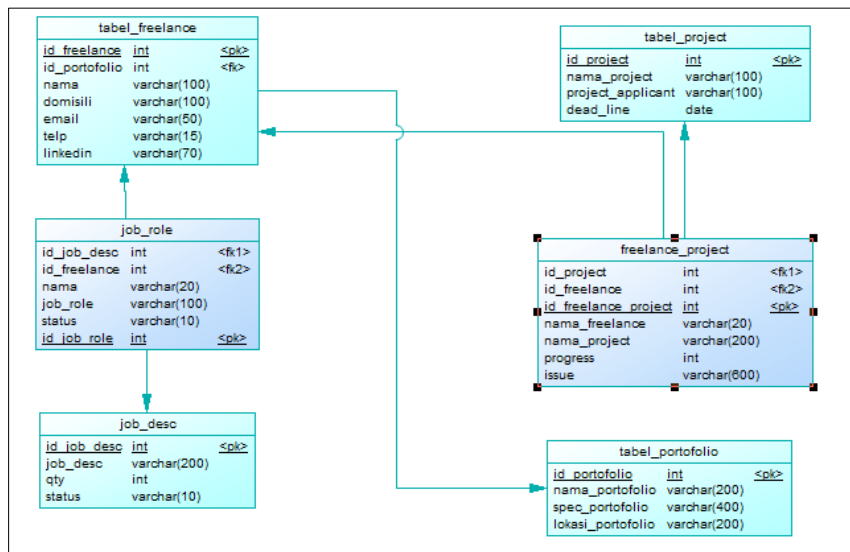 tabel_freelance
id_freelance int <pk>
id_portofolio int <fk>
nama varchar(100)
domisili varchar(100)
email varchar(50)
telp varchar(15)
linkedin varchar(70)
tabel_project
id_project int <pk>
nama_project varchar(100)
project_applicant varchar(100)
dead_line date
job_role
id_job_desc int <fk1>
id_freelance int <fk2>
nama varchar(20)
job_role varchar(100)
status varchar(10)
id_job_role int <pk>
freelance_project
id_project int <fk1>
id_freelance int <fk2>
id_freelance_project int <pk>
nama_freelance varchar(20)
nama_project varchar(200)
progress int
issue varchar(600)
job_desc
id_job_desc int <pk>
job_desc varchar(200)
qty int
status varchar(10)
tabel_portofolio
id_portofolio int <pk>
nama_portofolio varchar(200)
spec_portofolio varchar(400)
lokasi_portofolio varchar(200)